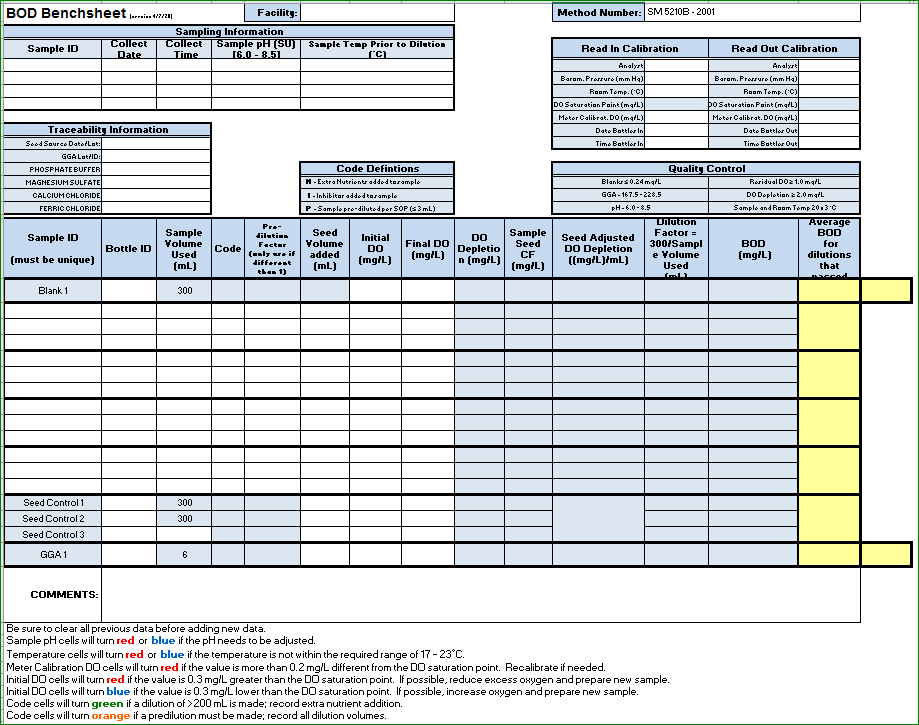 BOD Benchsheet (version 4/7/20)
Facility:
Method Number: SM 5210B - 2001
Sampling Information
Sample ID
Collect Date
Collect Time
Sample pH (SU) [6.0 - 8.5]
Sample Temp Prior to Dilution (˚C)
Read In Calibration
Read Out Calibration
Analyst
Analyst
Barom. Pressure (mm Hg)
Barom. Pressure (mm Hg)
Room Temp. (˚C)
Room Temp. (˚C)
DO Saturation Point (mg/L)
DO Saturation Point (mg/L)
Meter Calibrat. DO (mg/L)
Meter Calibrat. DO (mg/L)
Date Bottles In
Date Bottles Out
Time Bottles In
Time Bottles Out
Traceability Information
Seed Source Date/Lot:
GGA Lot/ID:
PHOSPHATE BUFFER
MAGNESIUM SULFATE
CALCIUM CHLORIDE
FERRIC CHLORIDE
Code Defintions
N - Extra Nutrients added to sample
I - Inhibitor added to sample
P - Sample pre-diluted per SOP (≤ 3 mL)
Quality Control
Blanks ≤ 0.24 mg/L
Residual DO ≥ 1.0 mg/L
GGA - 167.5 - 228.5
DO Depletion ≥ 2.0 mg/L
pH - 6.0 - 8.5
Sample and Room Temp 20 ± 3˚C
Sample ID
(must be unique)
Bottle ID
Sample Volume Used (mL)
Code
Pre-dilution Factor (only use if different than 1)
Seed Volume added (mL)
Initial DO (mg/L)
Final DO (mg/L)
DO Depletio n (mg/L)
Sample Seed CF (mg/L)
Seed Adjusted DO Depletion ((mg/L)/mL)
Dilution Factor = 300/Sampl e Volume Used (mL)
BOD (mg/L)
Average BOD for dilutions that passed
Blank 1
300
Seed Control 1
300
Seed Control 2
300
Seed Control 3
GGA 1
6
COMMENTS:
Be sure to clear all previous data before adding new data.
Sample pH cells will turn red or blue if the pH needs to be adjusted.
Temperature cells will turn red or blue if the temperature is not within the required range of 17 - 23˚C.
Meter Calibration DO cells will turn red if the value is more than 0.2 mg/L different from the DO saturation point. Recalibrate if needed.
Initial DO cells will turn red if the value is 0.3 mg/L greater than the DO saturation point. If possible, reduce excess oxygen and prepare new sample.
Initial DO cells will turn blue if the value is 0.3 mg/L lower than the DO saturation point. If possible, increase oxygen and prepare new sample.
Code cells will turn green if a dilution of >200 mL is made; record extra nutrient addition.
Code cells will turn orange if a predilution must be made; record all dilution volumes.